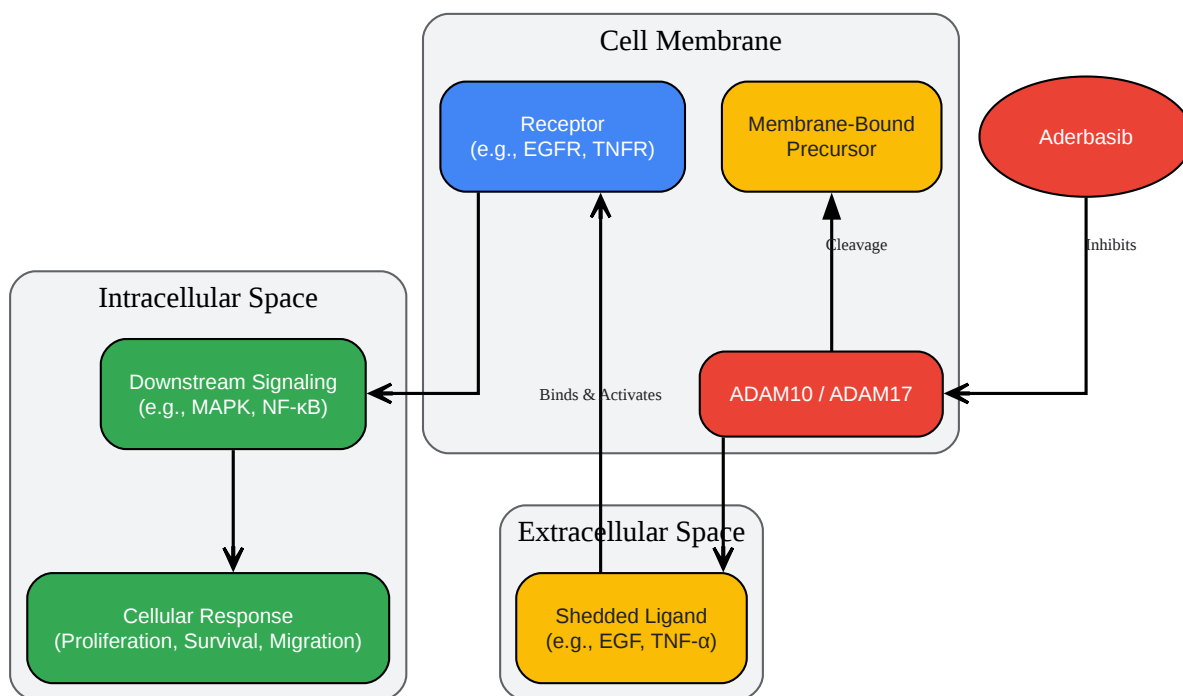 Cell Membrane
Receptor
(e.g., EGFR, TNFR)
Membrane-Bound
Precursor
Aderbasib
Cleavage
Inhibits
Intracellular Space
Downstream Signaling
(e.g., MAPK, NF-κB)
Binds & Activates
ADAM10 / ADAM17
Extracellular Space
Cellular Response
(Proliferation, Survival, Migration)
Shedded Ligand
(e.g., EGF, TNF-α)